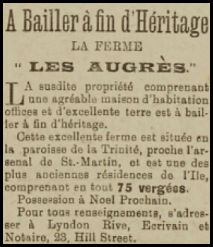 A Bailler à fin d'Héritage
LA FERME
" LES AUGRÈS."
LA susdite propriété comprenant
une agréable maison d'habitation
offices et d'excellente terre est à bail-
ler à fin d'héritage.
Cette excellente ferme est située en
la paroisse de la Trinité, proche l'ar-
senal de St.-Martin, et est une des
plus anciennes résidences de l'Ile,
comprenant en tout 75 vergées.
Possession à Noel Prochain.
Pour tous renseignements, s'adres-
ser à Lyndon Rive, Ecrivain et
Notaire, 23, Hill Street.